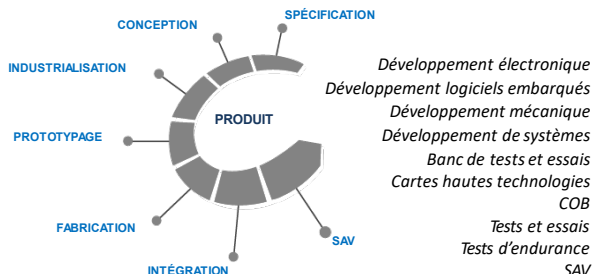 SPÉCIFICATION
CONCEPTION
INDUSTRIALISATION
PROTOTYPAGE
PRODUIT
FABRICATION
INTÉGRATION
SAV
Développement électronique
Développement logiciels embarqués
Développement mécanique
Développement de systèmes
Banc de tests et essais
Cartes hautes technologies
COB
Tests et essais
Tests d'endurance
SAV